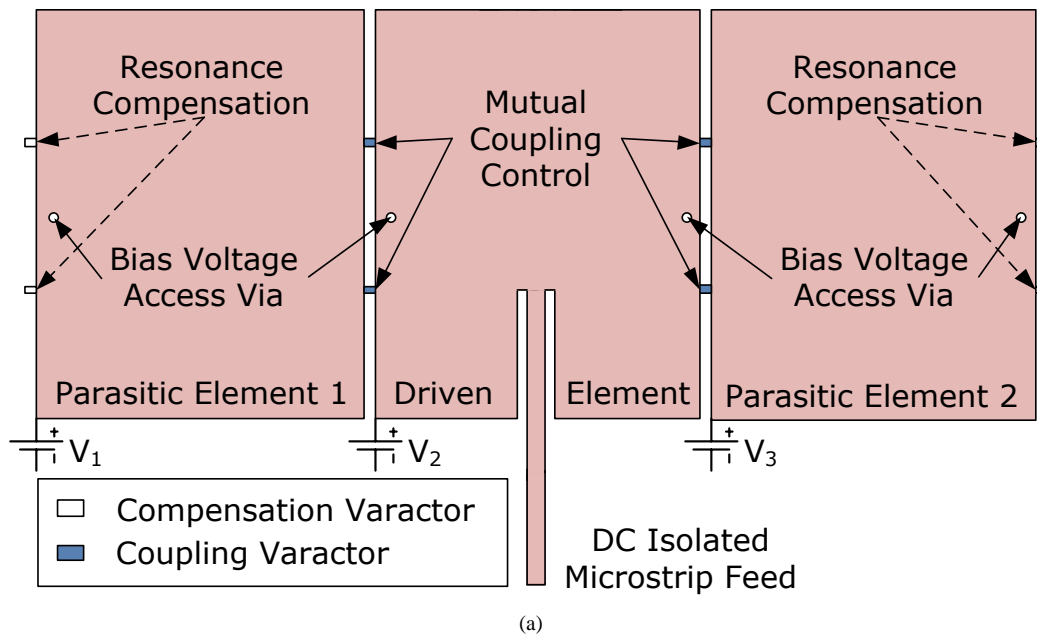 Resonance
Compensation
Mutual
Coupling
Control
Resonance
Compensation
Bias Voltage
Access Via
Bias Voltage
Access Via
Parasitic Element 1
Driven
Element
Parasitic Element 2
+
V1
+
V2
+
V3
Compensation Varactor
Coupling Varactor
DC Isolated
Microstrip Feed
(a)